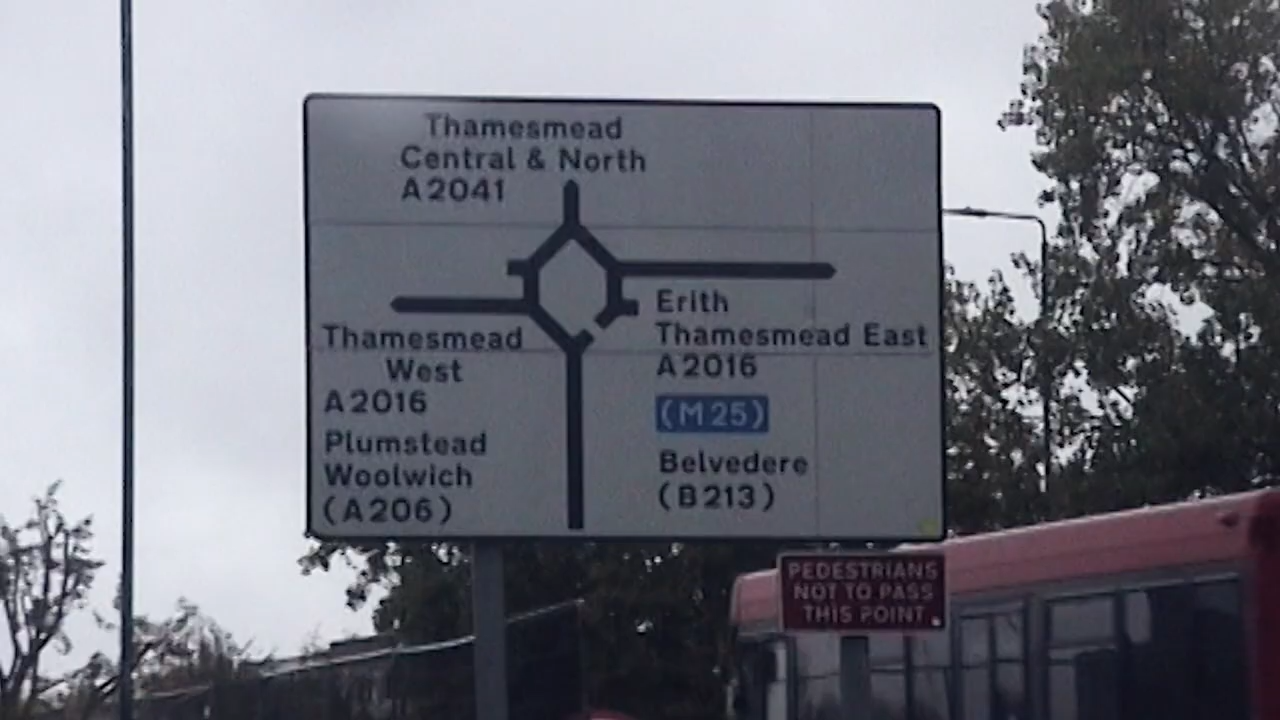 Thamesmead
Central & North
A2041
Thamesmead
West
A2016
Plumstead
Woolwich
(A206)
Erith
Thamesmead East
A2016
(M25)
Belvedere
(B213)
PEDESTRIANS
NOT TO PASS
THIS POINT